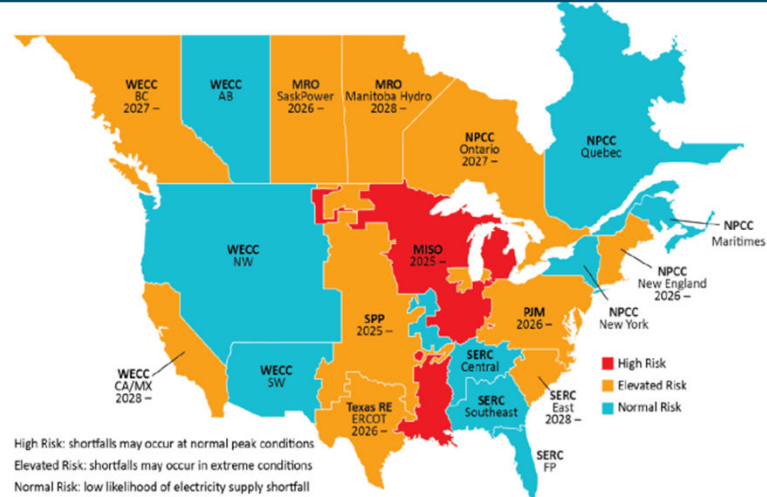 WECC
BC
2027 –
WECC
AB
MRO
SaskPower
2026 –
MRO
Manitoba Hydro
2028 –
NPCC
Ontario
2027 –
NPCC
Quebec
NPCC
Maritimes
WECC
NW
MISO
2025 –
NPCC
New England
2026 –
NPCC
New York
SPP
2025 –
PJM
2026 –
WECC
CA/MX
2028 –
WECC
SW
SERC
Central
SERC
East
2028 –
Texas RE
ERCOT
2026 –
SERC
Southeast
SERC
FP
High Risk
Elevated Risk
Normal Risk
High Risk: shortfalls may occur at normal peak conditions
Elevated Risk: shortfalls may occur in extreme conditions
Normal Risk: low likelihood of electricity supply shortfall